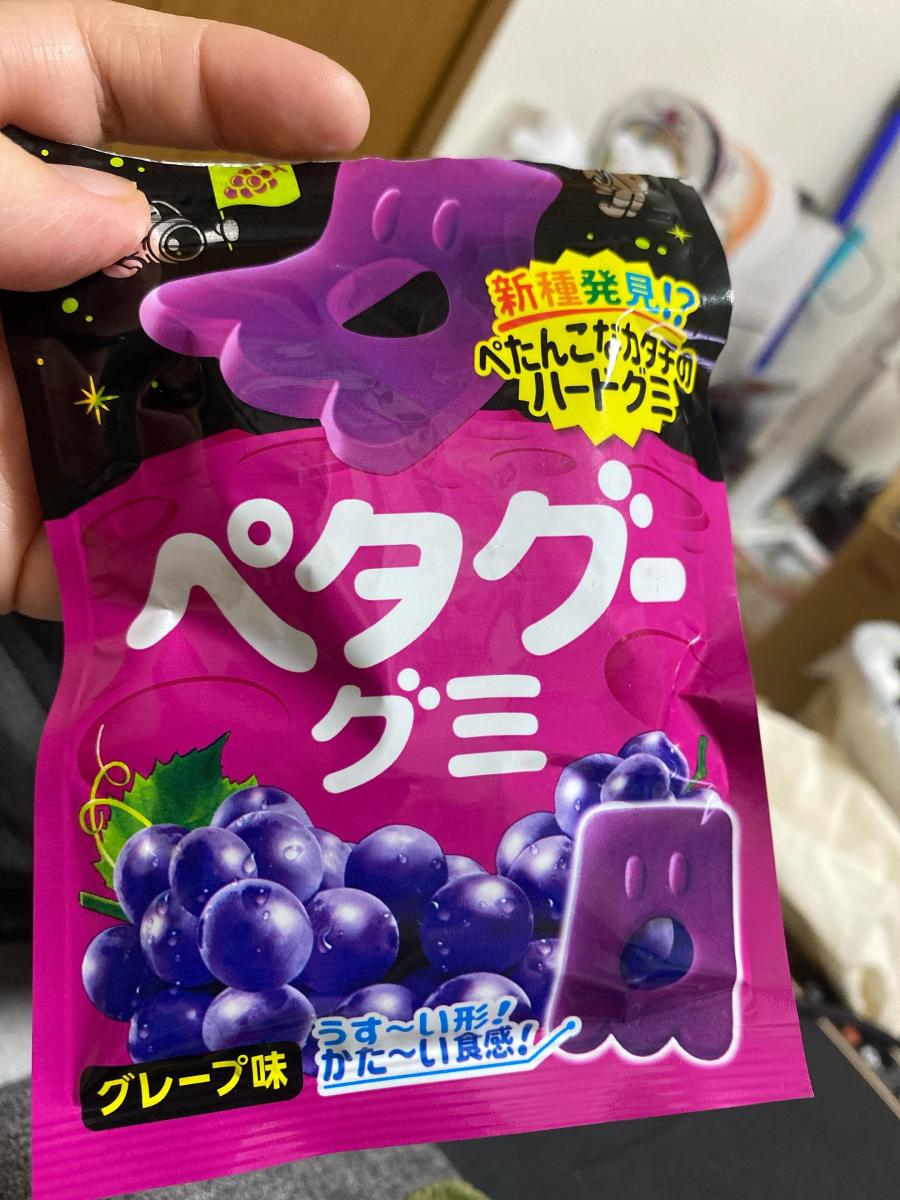 新種発見!?
ぺたんこなカタチの
ハードグミ
ペタグー
グミ
うす〜い形!
かた〜い食感!
グレープ味